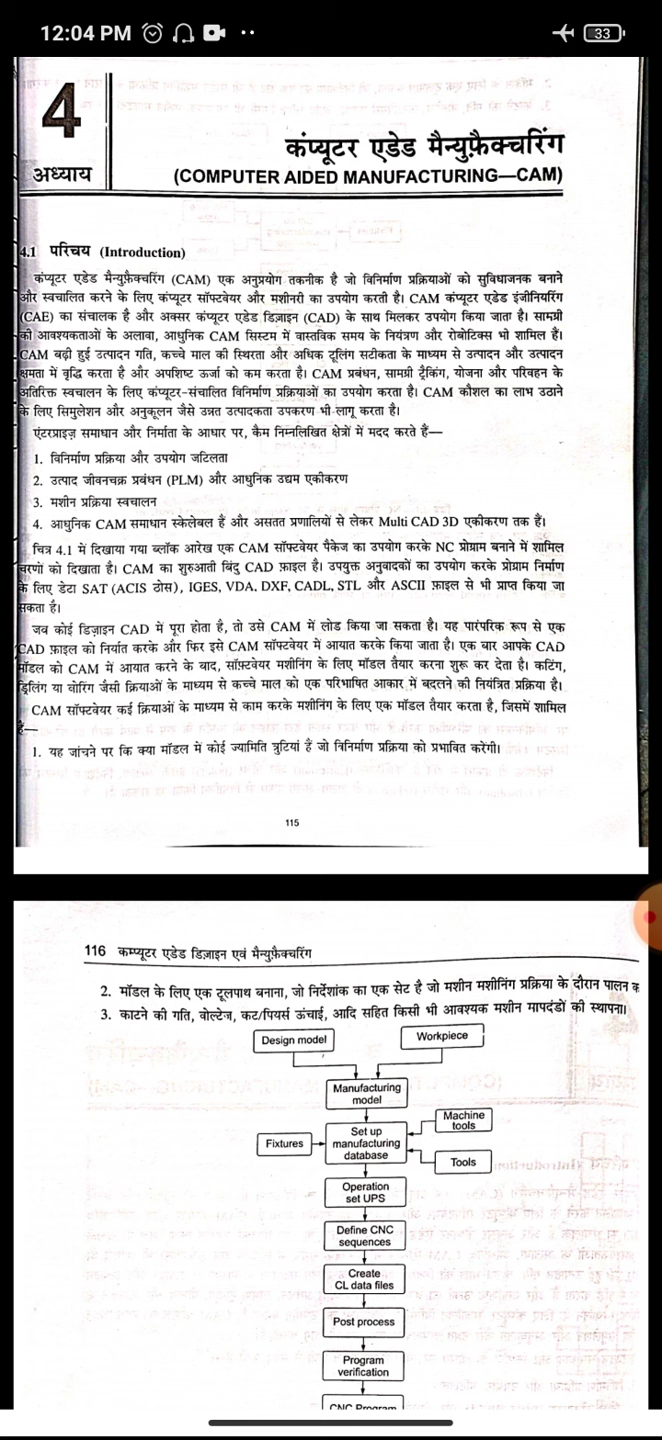 12:04 PM
33
4
अध्याय
कंप्यूटर एडेड मैन्युफ़ैक्चरिंग
(COMPUTER AIDED MANUFACTURING—CAM)
4.1 परिचय (Introduction)
कंप्यूटर एडेड मैन्युफ़ैक्चरिंग (CAM) एक अनुप्रयोग तकनीक है जो विनिर्माण प्रक्रियाओं को सुविधाजनक बनाने
और स्वचालित करने के लिए कंप्यूटर सॉफ्टवेयर और मशीनरी का उपयोग करती है। CAM कंप्यूटर एडेड इंजीनियरिंग
(CAE) का संचालक है और अक्सर कंप्यूटर एडेड डिज़ाइन (CAD) के साथ मिलकर उपयोग किया जाता है। सामग्री
की आवश्यकताओं के अलावा, आधुनिक CAM सिस्टम में वास्तविक समय के नियंत्रण और रोबोटिक्स भी शामिल हैं।
CAM बढ़ी हुई उत्पादन गति, कच्चे माल की स्थिरता और अधिक टूलिंग सटीकता के माध्यम से उत्पादन और उत्पादन
क्षमता में वृद्धि करता है और अपशिष्ट ऊर्जा को कम करता है। CAM प्रबंधन, सामग्री ट्रैकिंग, योजना और परिवहन के
अतिरिक्त स्वचालन के लिए कंप्यूटर-संचालित विनिर्माण प्रक्रियाओं का उपयोग करता है। CAM कौशल का लाभ उठाने
के लिए सिमुलेशन और अनुकूलन जैसे उन्नत उत्पादकता उपकरण भी लागू करता है।
एंटरप्राइज़ समाधान और निर्माता के आधार पर, कैम निम्नलिखित क्षेत्रों में मदद करते हैं—
1. विनिर्माण प्रक्रिया और उपयोग जटिलता
2. उत्पाद जीवनचक्र प्रबंधन (PLM) और आधुनिक उद्यम एकीकरण
3. मशीन प्रक्रिया स्वचालन
4. आधुनिक CAM समाधान स्केलेबल हैं और असतत प्रणालियों से लेकर Multi CAD 3D एकीकरण तक हैं।
चित्र 4.1 में दिखाया गया ब्लॉक आरेख एक CAM सॉफ्टवेयर पैकेज का उपयोग करके NC प्रोग्राम बनाने में शामिल
चरणों को दिखाता है। CAM का शुरुआती बिंदु CAD फ़ाइल है। उपयुक्त अनुवादकों का उपयोग करके प्रोग्राम निर्माण
के लिए डेटा SAT (ACIS ठोस), IGES, VDA, DXF, CADL, STL और ASCII फ़ाइल से भी प्राप्त किया जा
सकता है।
जब कोई डिज़ाइन CAD में पूरा होता है, तो उसे CAM में लोड किया जा सकता है। यह पारंपरिक रूप से एक
CAD फ़ाइल को निर्यात करके और फिर इसे CAM सॉफ्टवेयर में आयात करके किया जाता है। एक बार आपके CAD
मॉडल को CAM में आयात करने के बाद, सॉफ़्टवेयर मशीनिंग के लिए मॉडल तैयार करना शुरू कर देता है। कटिंग,
ड्रिलिंग या बोरिंग जैसी क्रियाओं के माध्यम से कच्चे माल को एक परिभाषित आकार में बदलने की नियंत्रित प्रक्रिया है।
CAM सॉफ्टवेयर कई क्रियाओं के माध्यम से काम करके मशीनिंग के लिए एक मॉडल तैयार करता है, जिसमें शामिल
हैं—
1. यह जांचने पर कि क्या मॉडल में कोई ज्यामिति त्रुटियां हैं जो विनिर्माण प्रक्रिया को प्रभावित करेंगी।
115
116 कम्प्यूटर एडेड डिज़ाइन एवं मैन्युफ़ैक्चरिंग
2. मॉडल के लिए एक टूलपाथ बनाना, जो निर्देशांक का एक सेट है जो मशीन मशीनिंग प्रक्रिया के दौरान पालन क
3. काटने की गति, वोल्टेज, कट/पियर्स ऊंचाई, आदि सहित किसी भी आवश्यक मशीन मापदंडों की स्थापना।
Design model
Workpiece
Manufacturing
model
Machine
tools
Fixtures
Set up
manufacturing
database
Tools
Operation
set UPS
Define CNC
sequences
Create
CL data files
Post process
Program
verification
CNC Program